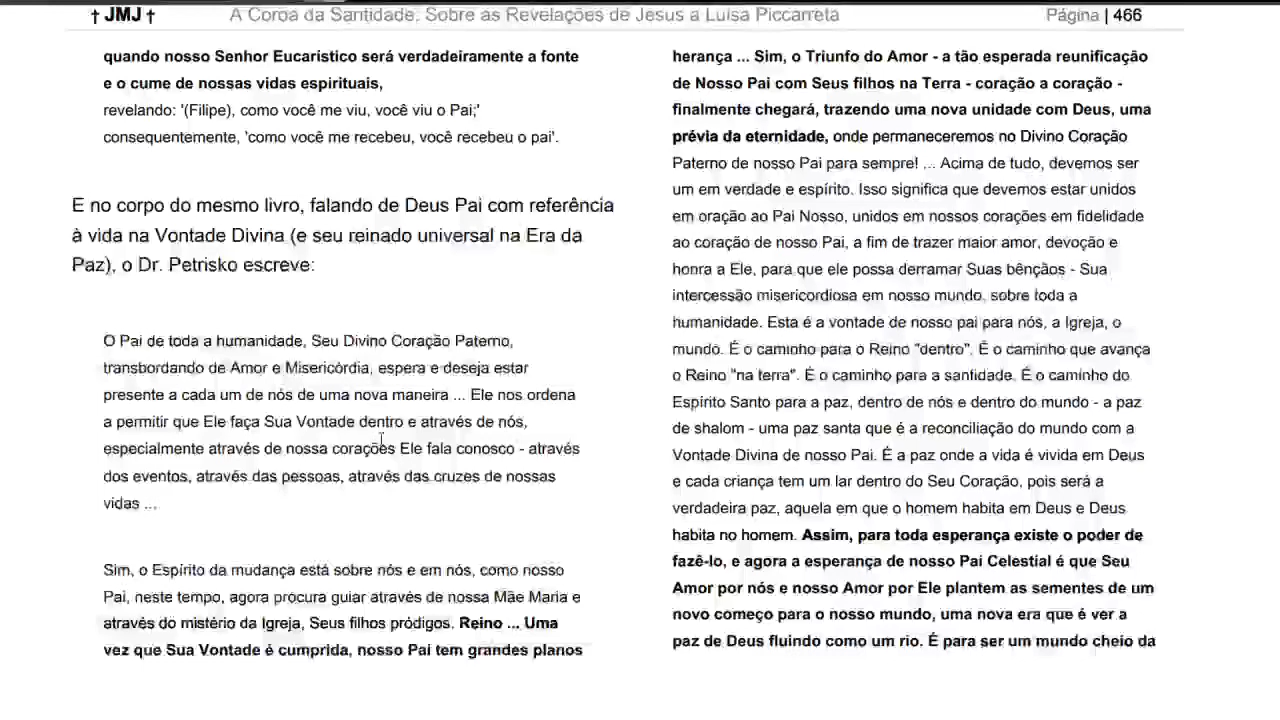 † JMJ † A Coroa da Santidade. Sobre as Revelações de Jesus a Luisa Piccarreta Página | 466
quando nosso Senhor Eucarístico será verdadeiramente a fonte
e o cume de nossas vidas espirituais,
revelando: '(Filipe), como você me viu, você viu o Pai;'
consequentemente, 'como você me recebeu, você recebeu o pai'.
E no corpo do mesmo livro, falando de Deus Pai com referência
à vida na Vontade Divina (e seu reinado universal na Era da
Paz), o Dr. Petrisko escreve:
O Pai de toda a humanidade, Seu Divino Coração Paterno,
transbordando de Amor e Misericórdia, espera e deseja estar
presente a cada um de nós de uma nova maneira ... Ele nos ordena
a permitir que Ele faça Sua Vontade dentro e através de nós,
especialmente através de nossa corações Ele fala conosco - através
dos eventos, através das pessoas, através das cruzes de nossas
vidas ...
Sim, o Espírito da mudança está sobre nós e em nós, como nosso
Pai, neste tempo, agora procura guiar através de nossa Mãe Maria e
através do mistério da Igreja, Seus filhos pródigos. Reino ... Uma
vez que Sua Vontade é cumprida, nosso Pai tem grandes planos
herança ... Sim, o Triunfo do Amor - a tão esperada reunificação
de Nosso Pai com Seus filhos na Terra - coração a coração -
finalmente chegará, trazendo uma nova unidade com Deus, uma
prévia da eternidade, onde permaneceremos no Divino Coração
Paterno de nosso Pai para sempre! ... Acima de tudo, devemos ser
um em verdade e espírito. Isso significa que devemos estar unidos
em oração ao Pai Nosso, unidos em nossos corações em fidelidade
ao coração de nosso Pai, a fim de trazer maior amor, devoção e
honra a Ele, para que ele possa derramar Suas bênçãos - Sua
intercessão misericordiosa em nosso mundo, sobre toda a
humanidade. Esta é a vontade de nosso pai para nós, a Igreja, o
mundo. É o caminho para o Reino "dentro". É o caminho que avança
o Reino "na terra". É o caminho para a santidade. É o caminho do
Espírito Santo para a paz, dentro de nós e dentro do mundo - a paz
de shalom - uma paz santa que é a reconciliação do mundo com a
Vontade Divina de nosso Pai. É a paz onde a vida é vivida em Deus
e cada criança tem um lar dentro do Seu Coração, pois será a
verdadeira paz, aquela em que o homem habita em Deus e Deus
habita no homem. Assim, para toda esperança existe o poder de
fazê-lo, e agora a esperança de nosso Pai Celestial é que Seu
Amor por nós e nosso Amor por Ele plantem as sementes de um
novo começo para o nosso mundo, uma nova era que é ver a
paz de Deus fluindo como um rio. É para ser um mundo cheio da